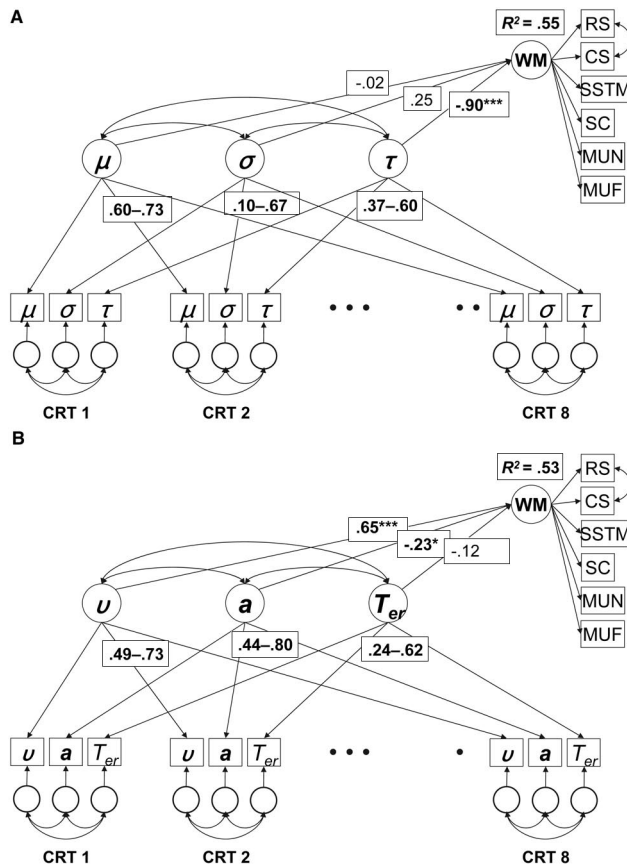 A
R² = .55
RS
CS
SSTM
SC
MUN
MUF
WM
-.02
.25
-.90***
μ
σ
τ
.60–.73
.10–.67
.37–.60
μ σ τ
μ σ τ
• • •
• •
μ σ τ
CRT 1
CRT 2
CRT 8
B
R² = .53
RS
CS
SSTM
SC
MUN
MUF
WM
.65***
-.23*
-.12
υ
a
Ter
.49–.73
.44–.80
.24–.62
υ a Ter
υ a Ter
• • •
•
υ a Ter
CRT 1
CRT 2
CRT 8